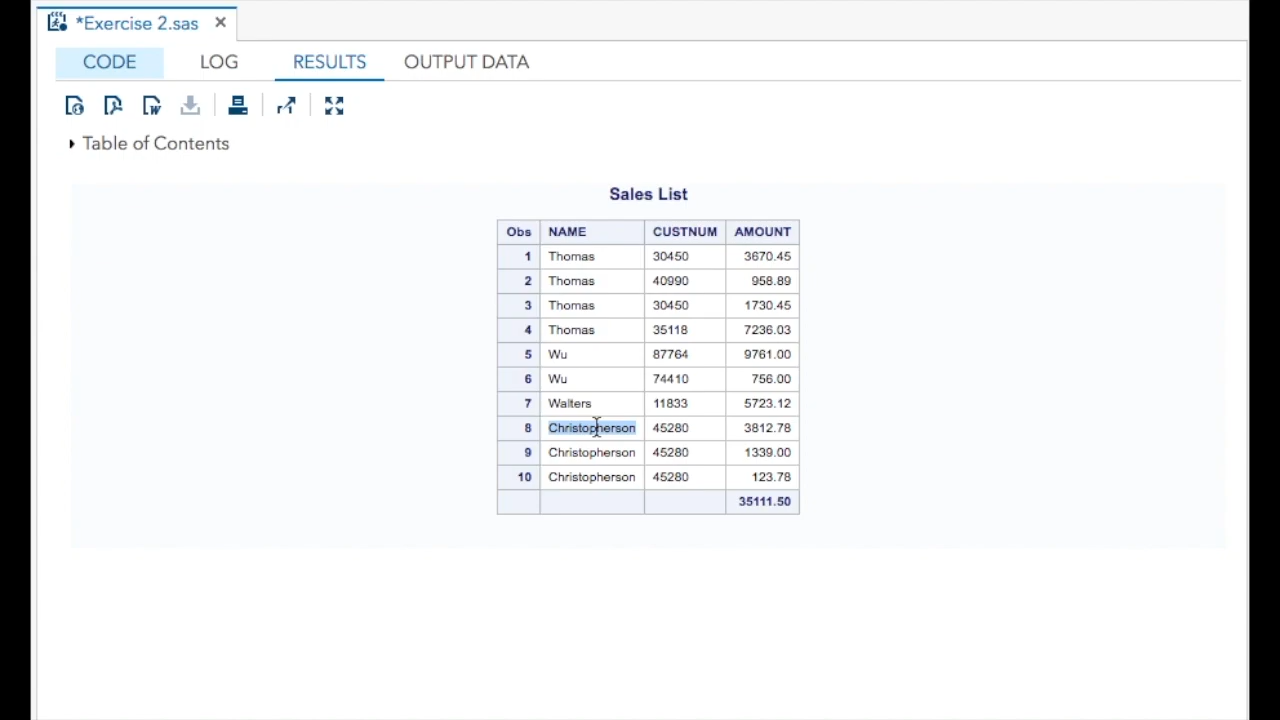 *Exercise 2.sas
CODE LOG RESULTS OUTPUT DATA
Table of Contents
Sales List
Obs NAME CUSTNUM AMOUNT
1 Thomas 30450 3670.45
2 Thomas 40990 958.89
3 Thomas 30450 1730.45
4 Thomas 35118 7236.03
5 Wu 87764 9761.00
6 Wu 74410 756.00
7 Walters 11833 5723.12
8 Christopherson 45280 3812.78
9 Christopherson 45280 1339.00
10 Christopherson 45280 123.78
35111.50